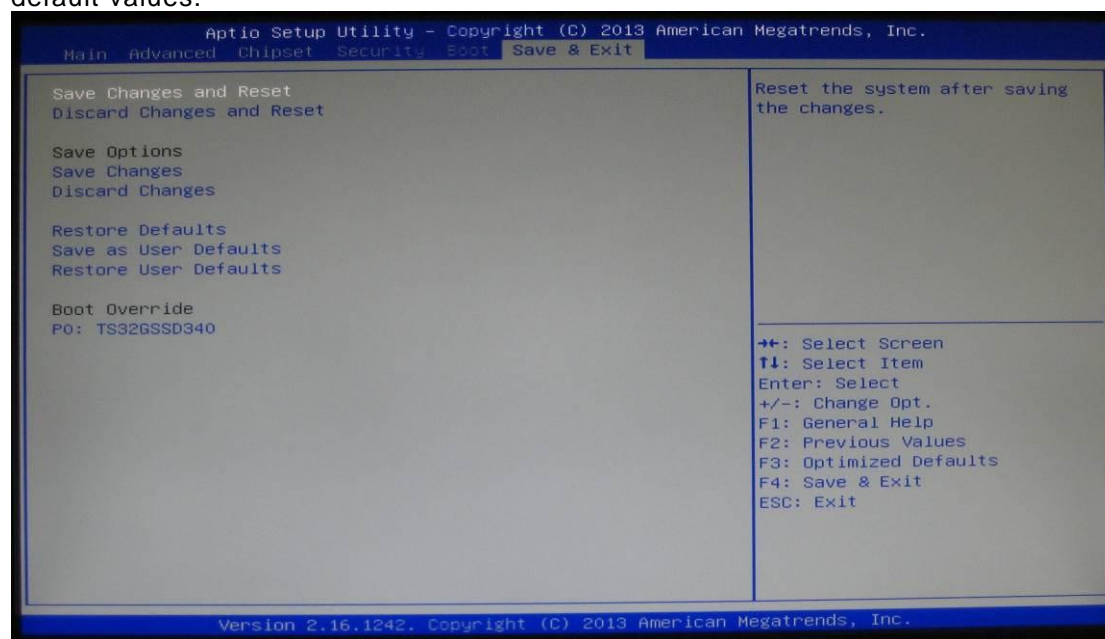 default values.
Aptio Setup Utility - Copyright (C) 2013 American Megatrends, Inc.
Main Advanced Chipset Security Boot Save & Exit
Save Changes and Reset
Discard Changes and Reset
Save Options
Save Changes
Discard Changes
Restore Defaults
Save as User Defaults
Restore User Defaults
Boot Override
P0: TS32GSSD340
Reset the system after saving
the changes.
→←: Select Screen
↑↓: Select Item
Enter: Select
+/-: Change Opt.
F1: General Help
F2: Previous Values
F3: Optimized Defaults
F4: Save & Exit
ESC: Exit
Version 2.16.1242. Copyright (C) 2013 American Megatrends, Inc.